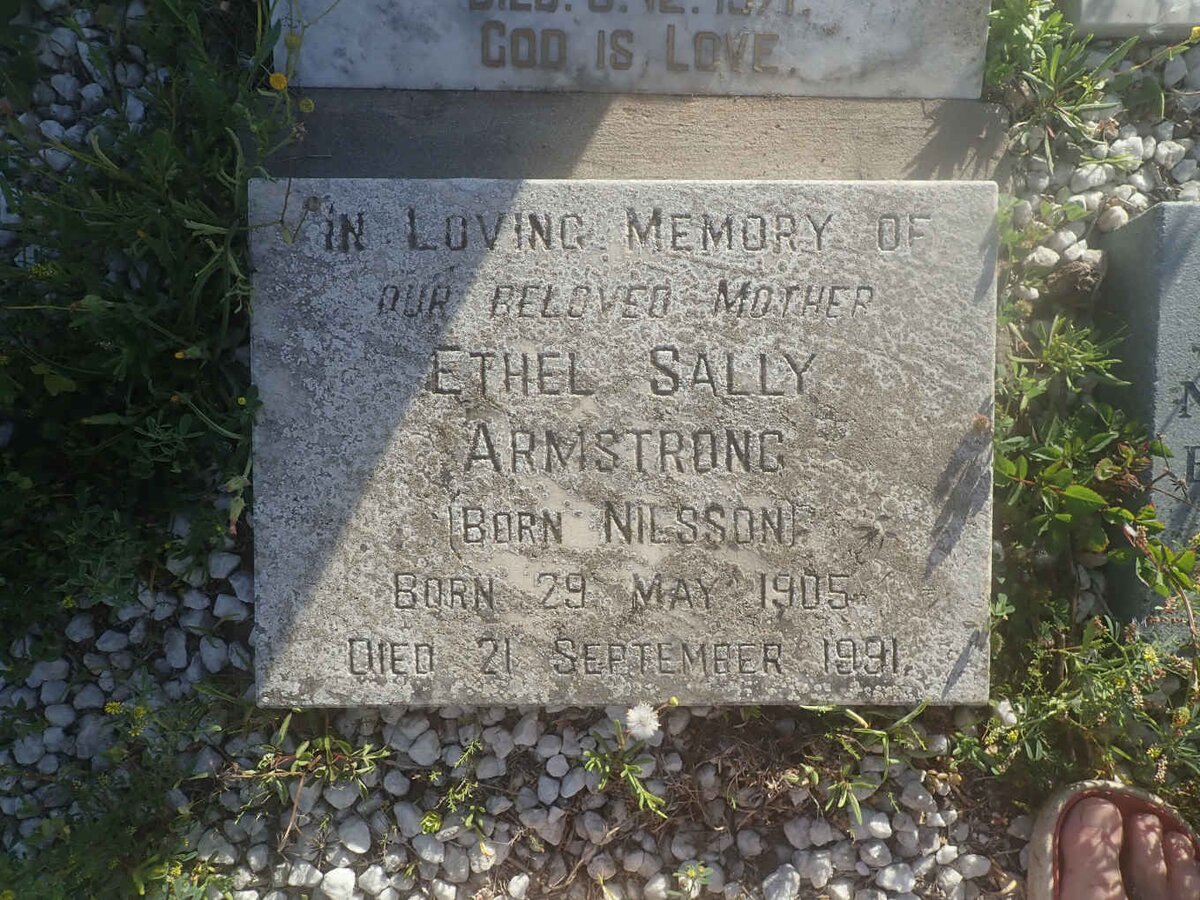 GOD IS LOVE.
IN LOVING MEMORY OF
OUR BELOVED MOTHER
ETHEL SALLY
ARMSTRONG
(BORN NILSSON)
BORN 29 MAY 1905
DIED 21 SEPTEMBER 1991.